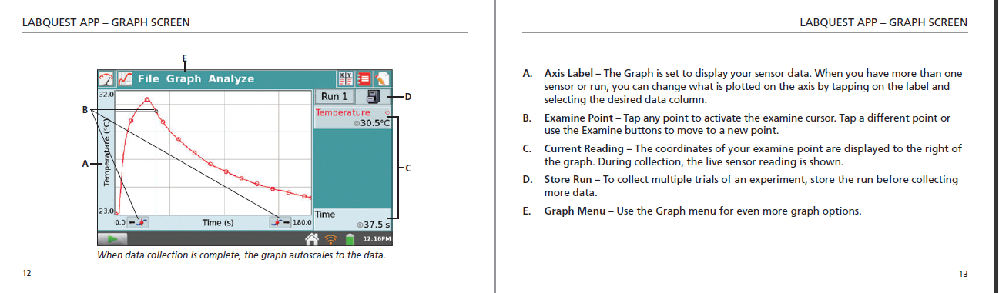 LABQUEST APP – GRAPH SCREEN
E
File Graph Analyze
X Y
32.0
Run 1
D
B
Temperature
30.5°C
A
Temperature (°C)
C
23.0
Time
0.0
Time (s)
180.0
37.5 s
12:16PM
When data collection is complete, the graph autoscales to the data.
12
LABQUEST APP – GRAPH SCREEN
A. Axis Label – The Graph is set to display your sensor data. When you have more than one
sensor or run, you can change what is plotted on the axis by tapping on the label and
selecting the desired data column.
B. Examine Point – Tap any point to activate the examine cursor. Tap a different point or
use the Examine buttons to move to a new point.
C. Current Reading – The coordinates of your examine point are displayed to the right of
the graph. During collection, the live sensor reading is shown.
D. Store Run – To collect multiple trials of an experiment, store the run before collecting
more data.
E. Graph Menu – Use the Graph menu for even more graph options.
13